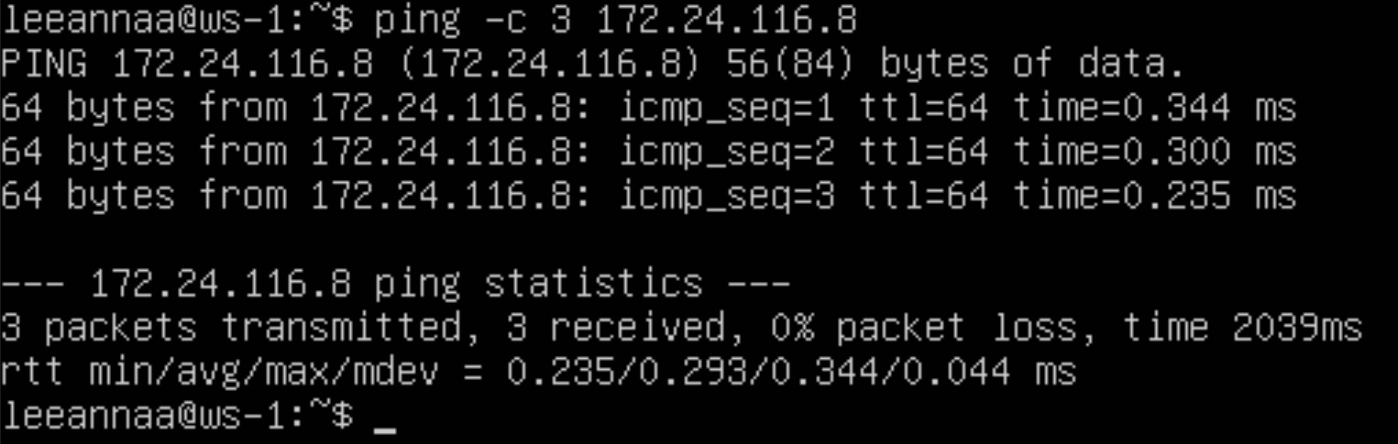 leeannaa@ws-1:~$ ping -c 3 172.24.116.8
PING 172.24.116.8 (172.24.116.8) 56(84) bytes of data.
64 bytes from 172.24.116.8: icmp_seq=1 ttl=64 time=0.344 ms
64 bytes from 172.24.116.8: icmp_seq=2 ttl=64 time=0.300 ms
64 bytes from 172.24.116.8: icmp_seq=3 ttl=64 time=0.235 ms
--- 172.24.116.8 ping statistics ---
3 packets transmitted, 3 received, 0% packet loss, time 2039ms
rtt min/avg/max/mdev = 0.235/0.293/0.344/0.044 ms
leeannaa@ws-1:~$ _